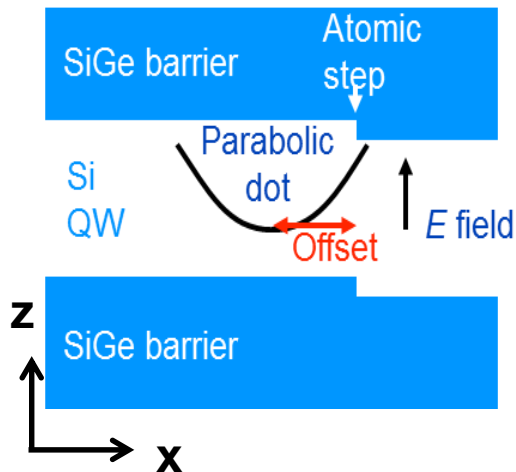 SiGe barrier
Atomic
step
Parabolic
dot
Si
QW
E field
Offset
z
SiGe barrier
x